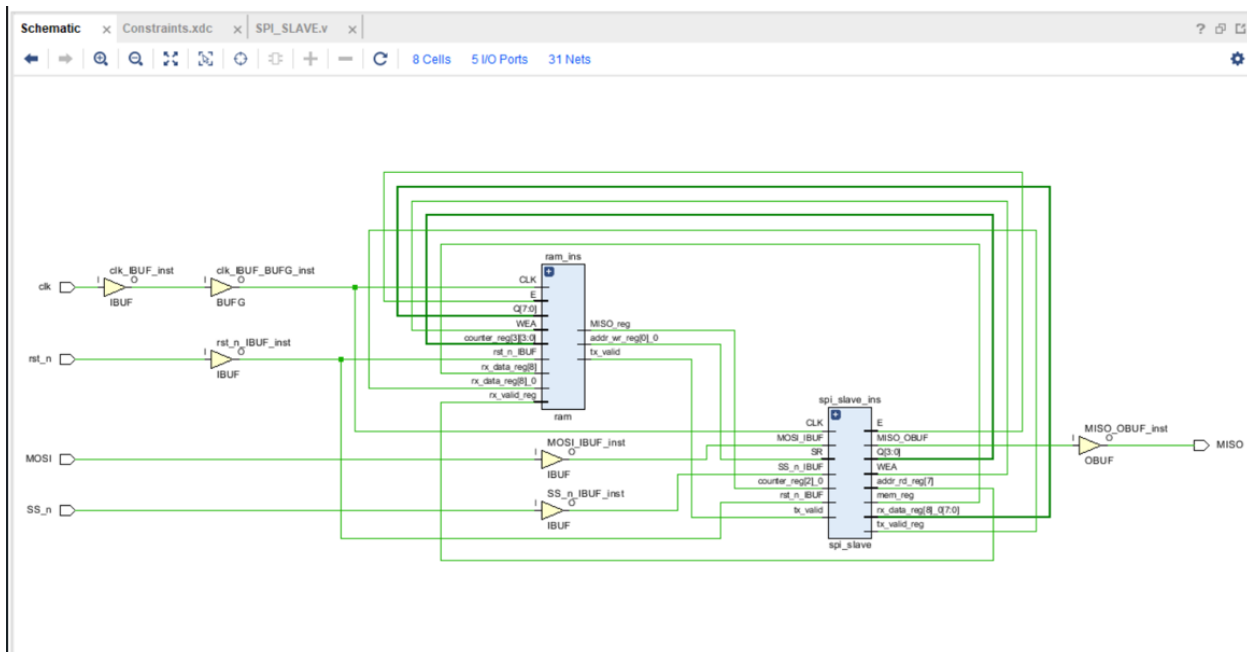 Schematic × Constraints.xdc × SPI_SLAVE.v ×
8 Cells 5 I/O Ports 31 Nets
clk
clk_IBUF_inst
I
O
IBUF
clk_IBUF_BUFG_inst
I
O
BUFG
rst_n
rst_n_IBUF_inst
I
O
IBUF
MOSI
MOSI_IBUF_inst
I
O
IBUF
SS_n
SS_n_IBUF_inst
I
O
IBUF
ram_ins
CLK
E
Q[7:0]
WEA
counter_reg[3][3:0]
rst_n_IBUF
rx_data_reg[8]
rx_data_reg[8]_0
rx_valid_reg
MISO_reg
addr_wr_reg[0]_0
tx_valid
ram
spi_slave_ins
CLK
MOSI_IBUF
SR
SS_n_IBUF
counter_reg[2]_0
rst_n_IBUF
tx_valid
E
MISO_OBUF
Q[3:0]
WEA
addr_rd_reg[7]
mem_reg
rx_data_reg[8]_0[7:0]
tx_valid_reg
spi_slave
MISO_OBUF_inst
I
O
OBUF
MISO